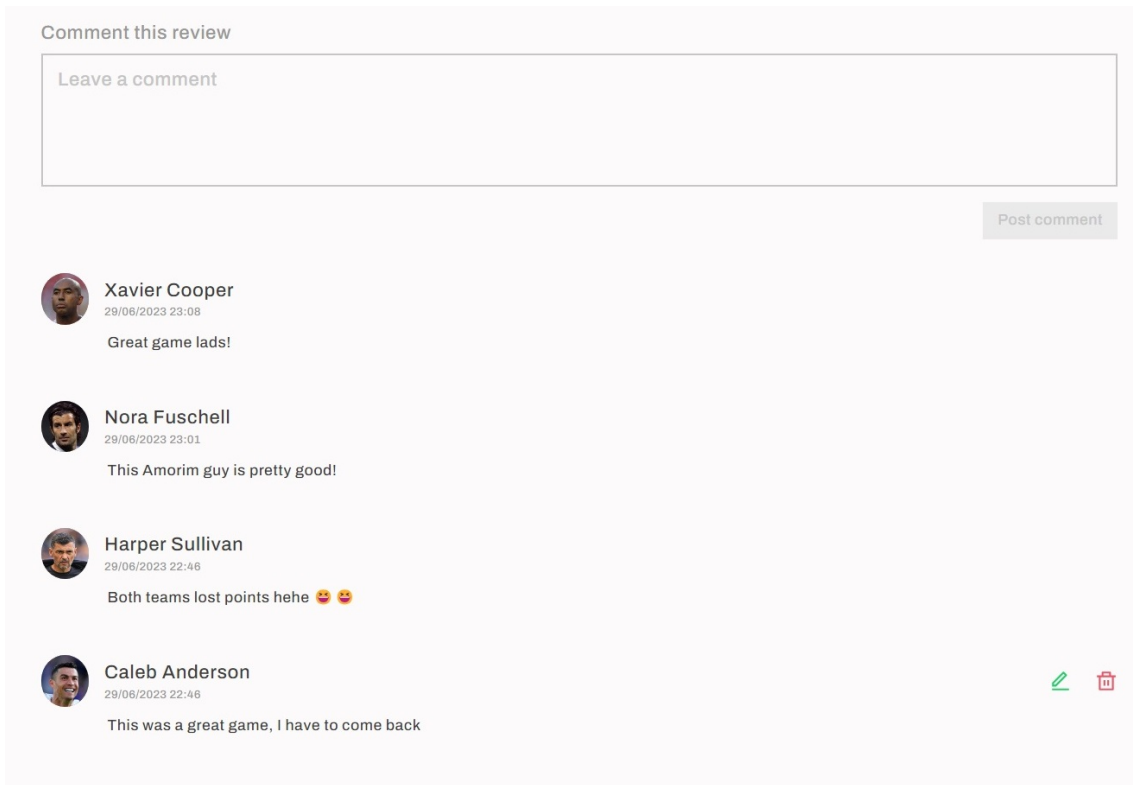 Comment this review
Leave a comment
Post comment
Xavier Cooper
29/06/2023 23:08
Great game lads!
Nora Fuschell
29/06/2023 23:01
This Amorim guy is pretty good!
Harper Sullivan
29/06/2023 22:46
Both teams lost points hehe 😆 😆
Caleb Anderson
29/06/2023 22:46
This was a great game, I have to come back